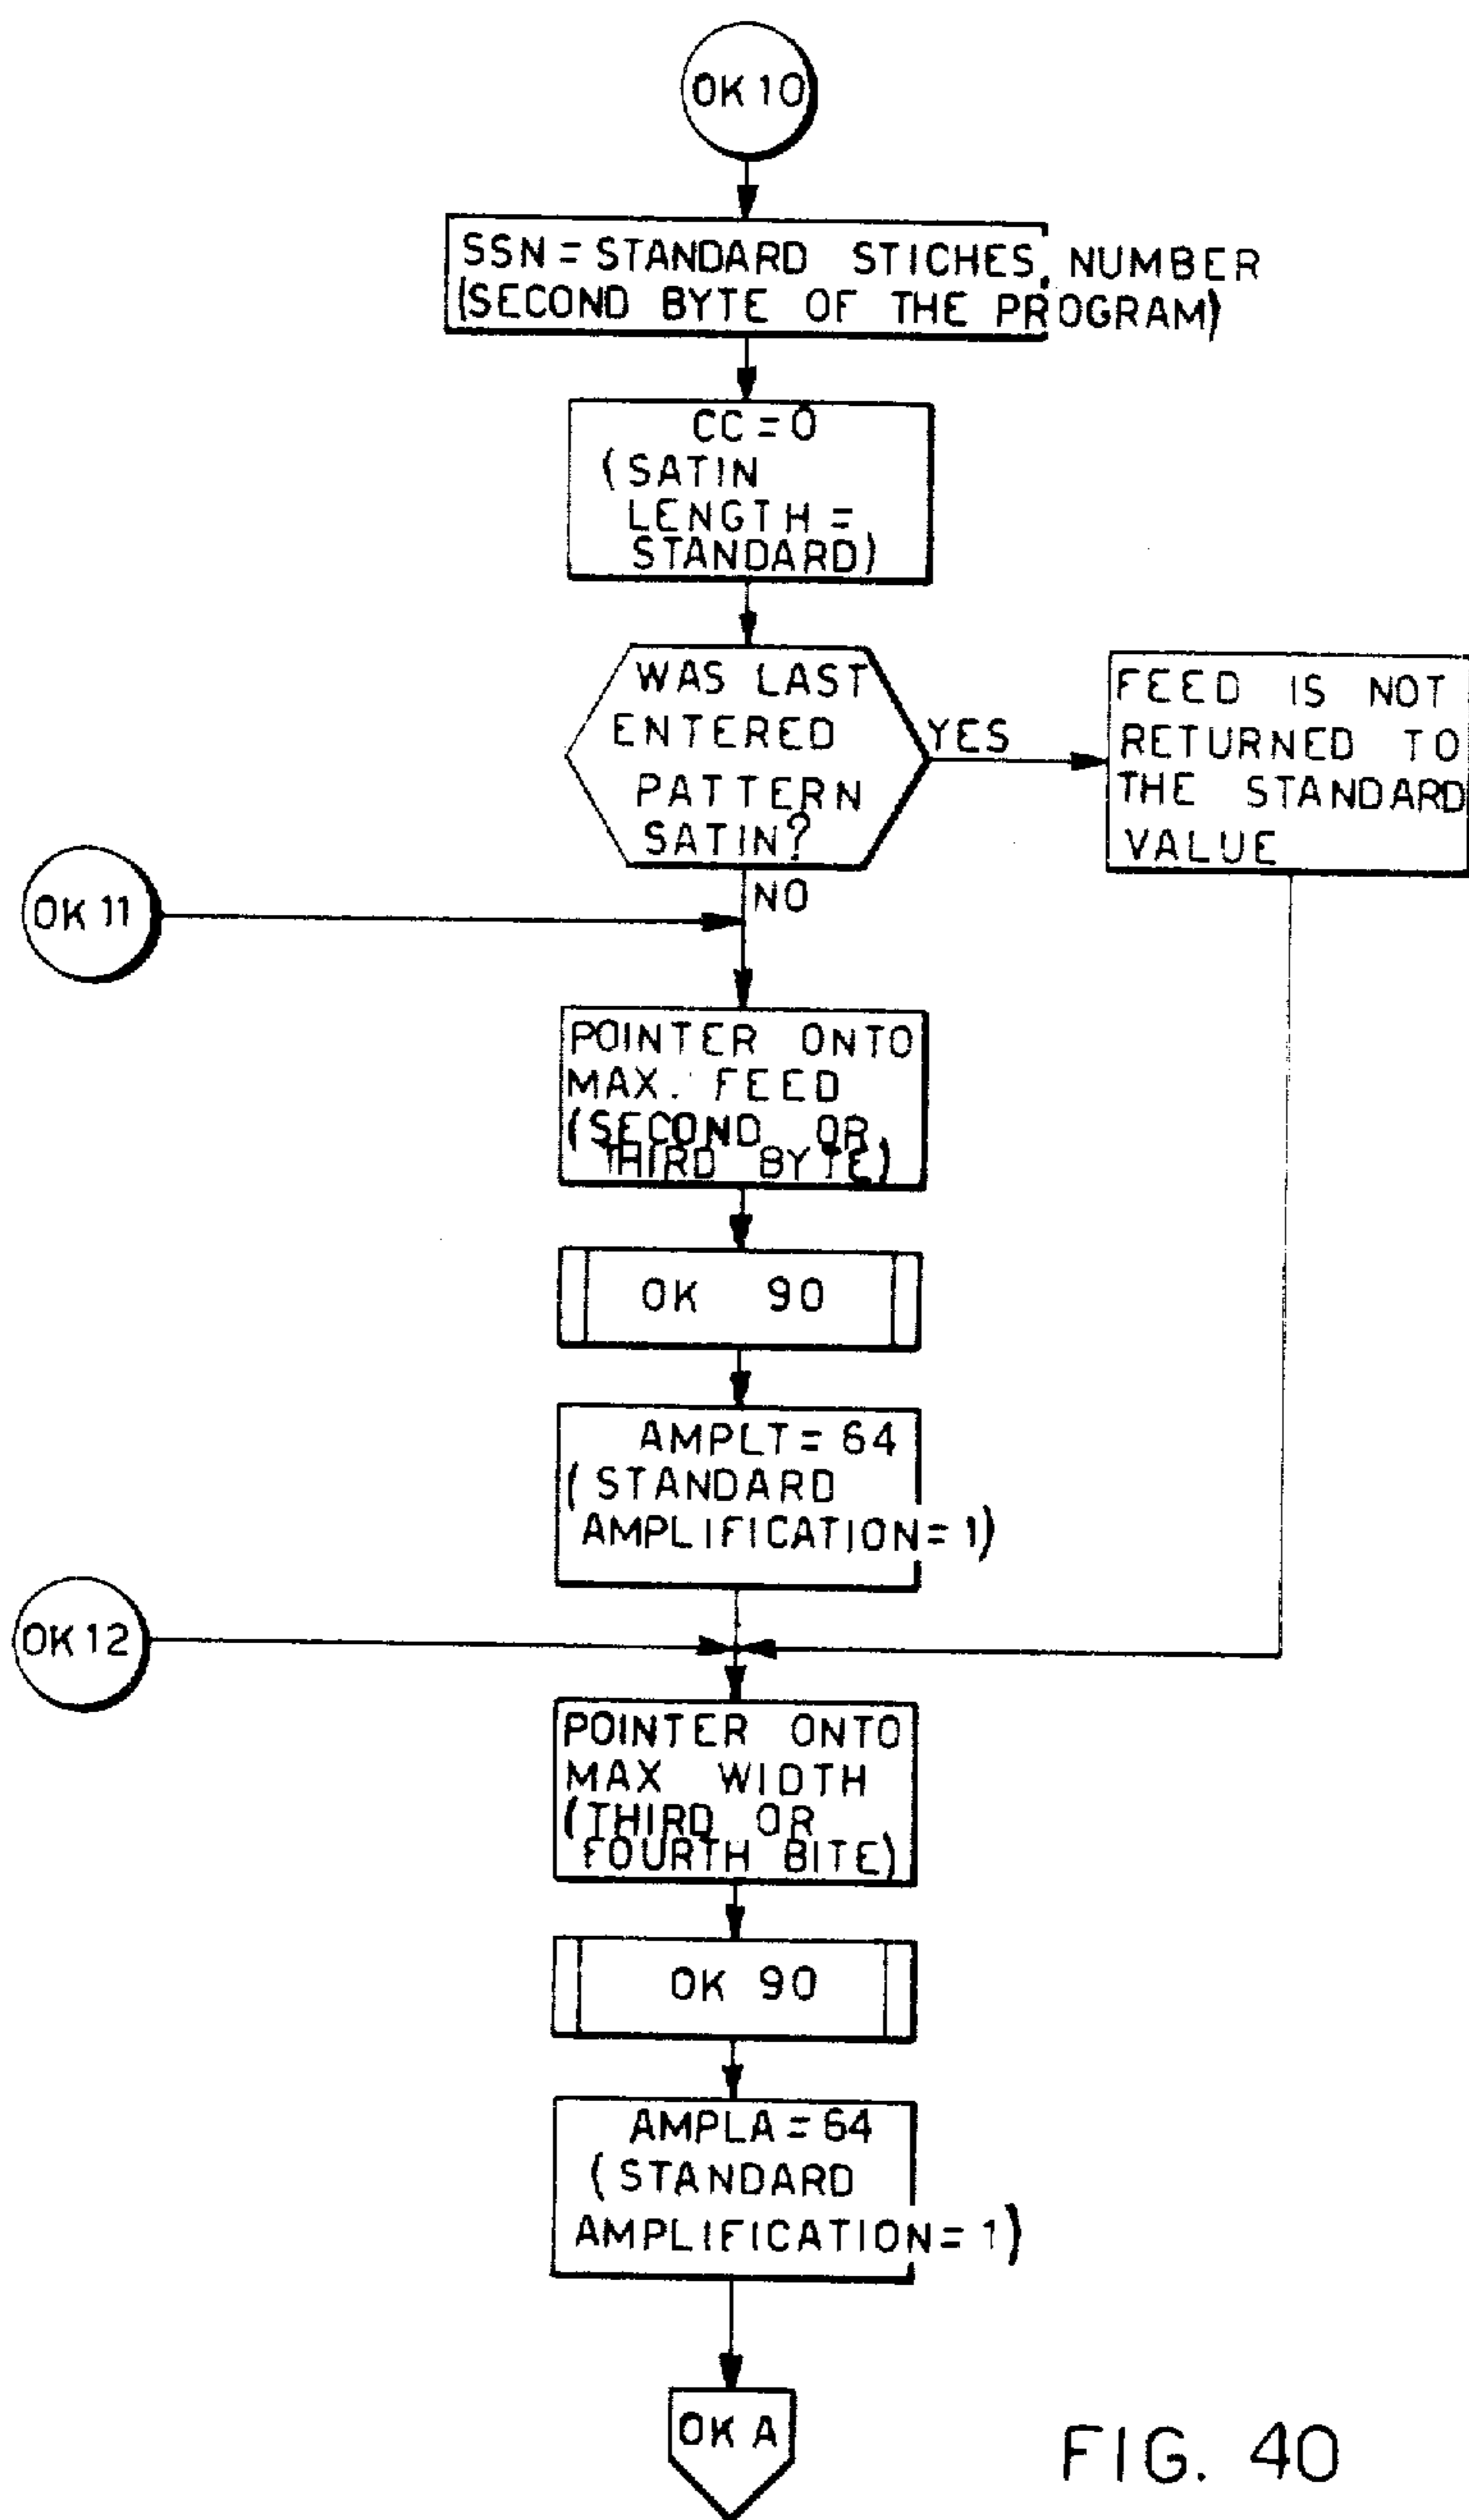 OK 10
SSN = STANDARD STICHES, NUMBER
(SECOND BYTE OF THE PROGRAM)
CC = 0
(SATIN
LENGTH =
STANDARD)
WAS LAST
ENTERED
PATTERN
SATIN?
YES
FEED IS NOT
RETURNED TO
THE STANDARD
VALUE
NO
OK 11
POINTER ONTO
MAX. FEED
(SECOND OR
THIRD BYTE)
OK 90
AMPLT = 64
(STANDARD
AMPLIFICATION = 1)
OK 12
POINTER ONTO
MAX WIDTH
(THIRD OR
FOURTH BITE)
OK 90
AMPLA = 64
(STANDARD
AMPLIFICATION = 1)
OK A
FIG. 40